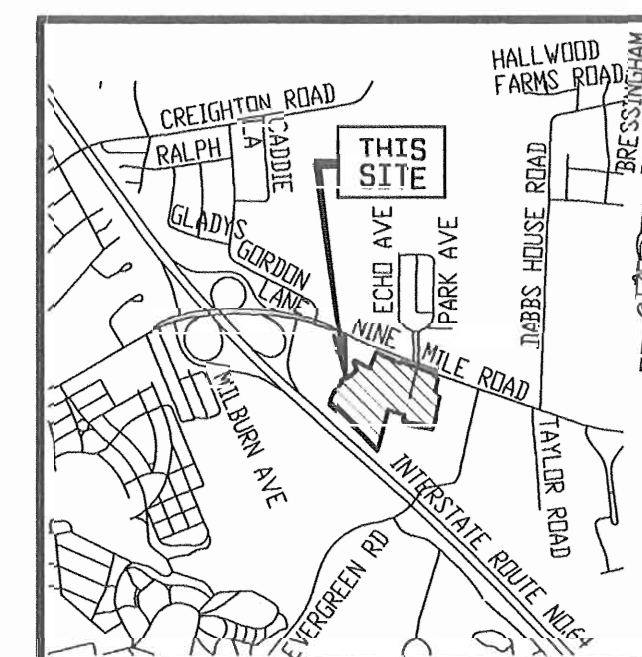 HALLWOOD
FARMS ROAD
BRESSINGHAM
CREIGHTON ROAD
RALPH
CADDIE
LA
THIS
SITE
GLADYS
GORDON
LANE
ECHO AVE
PARK AVE
DABBS HOUSE ROAD
NINE MILE ROAD
MILBURN AVE
TAYLOR ROAD
INTERSTATE ROUTE NO.64
EVERGREEN RD